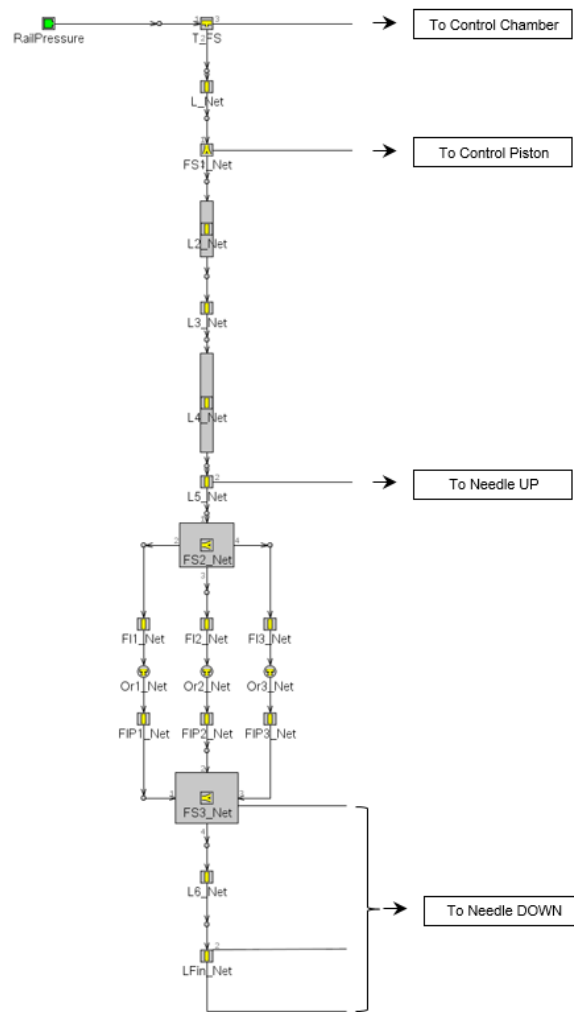 To Control Chamber
RailPressure
T_FS
L_Net
To Control Piston
FS1_Net
L2_Net
L3_Net
L4_Net
To Needle UP
L5_Net
FS2_Net
FI1_Net FI2_Net FI3_Net
Or1_Net Or2_Net Or3_Net
FIP1_Net FIP2_Net FIP3_Net
FS3_Net
L6_Net
To Needle DOWN
LFin_Net